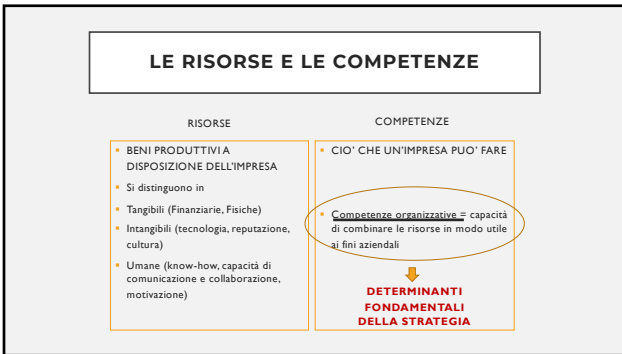 LE RISORSE E LE COMPETENZE
RISORSE
▪ BENI PRODUTTIVI A
DISPOSIZIONE DELL'IMPRESA
▪ Si distinguono in
▪ Tangibili (Finanziarie, Fisiche)
▪ Intangibili (tecnologia, reputazione,
cultura)
▪ Umane (know-how, capacità di
comunicazione e collaborazione,
motivazione)
COMPETENZE
▪ CIO' CHE UN'IMPRESA PUO' FARE
▪ Competenze organizzative = capacità
di combinare le risorse in modo utile
ai fini aziendali
DETERMINANTI
FONDAMENTALI
DELLA STRATEGIA